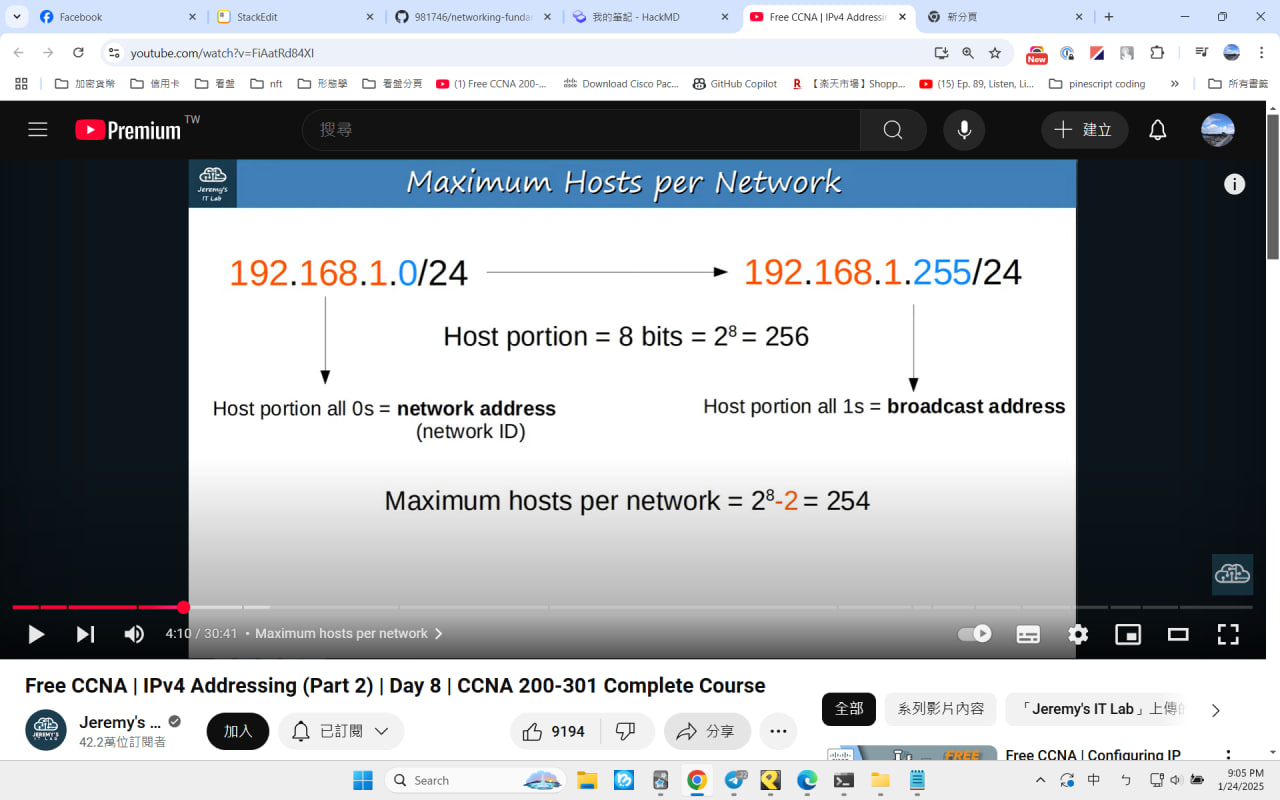 Facebook
StackEdit
981746/networking-fundar
我的筆記 - HackMD
Free CCNA | IPv4 Addressin
新分頁
youtube.com/watch?v=FiAatRd84XI
New
加密貨幣
信用卡
看盤
nft
形態學
看盤分頁
(1) Free CCNA 200-...
Download Cisco Pac...
GitHub Copilot
R
【楽天市場】Shopp...
(15) Ep. 89, Listen, Li...
pinescript coding
所有書籤
Premium TW
搜尋
建立
Jeremy's
IT Lab
Maximum Hosts per Network
192.168.1.0/24
192.168.1.255/24
Host portion = 8 bits = 2⁸ = 256
Host portion all 0s = network address
(network ID)
Host portion all 1s = broadcast address
Maximum hosts per network = 2⁸-2 = 254
4:10 / 30:41 • Maximum hosts per network
Free CCNA | IPv4 Addressing (Part 2) | Day 8 | CCNA 200-301 Complete Course
JEREMY'S
Jeremy's ...
42.2萬位訂閱者
加入
已訂閱
9194
分享
全部
系列影片內容
「Jeremy's IT Lab」上傳的
FREE
Free CCNA | Configuring IP
Search
中
ㄅ
9:05 PM
1/24/2025